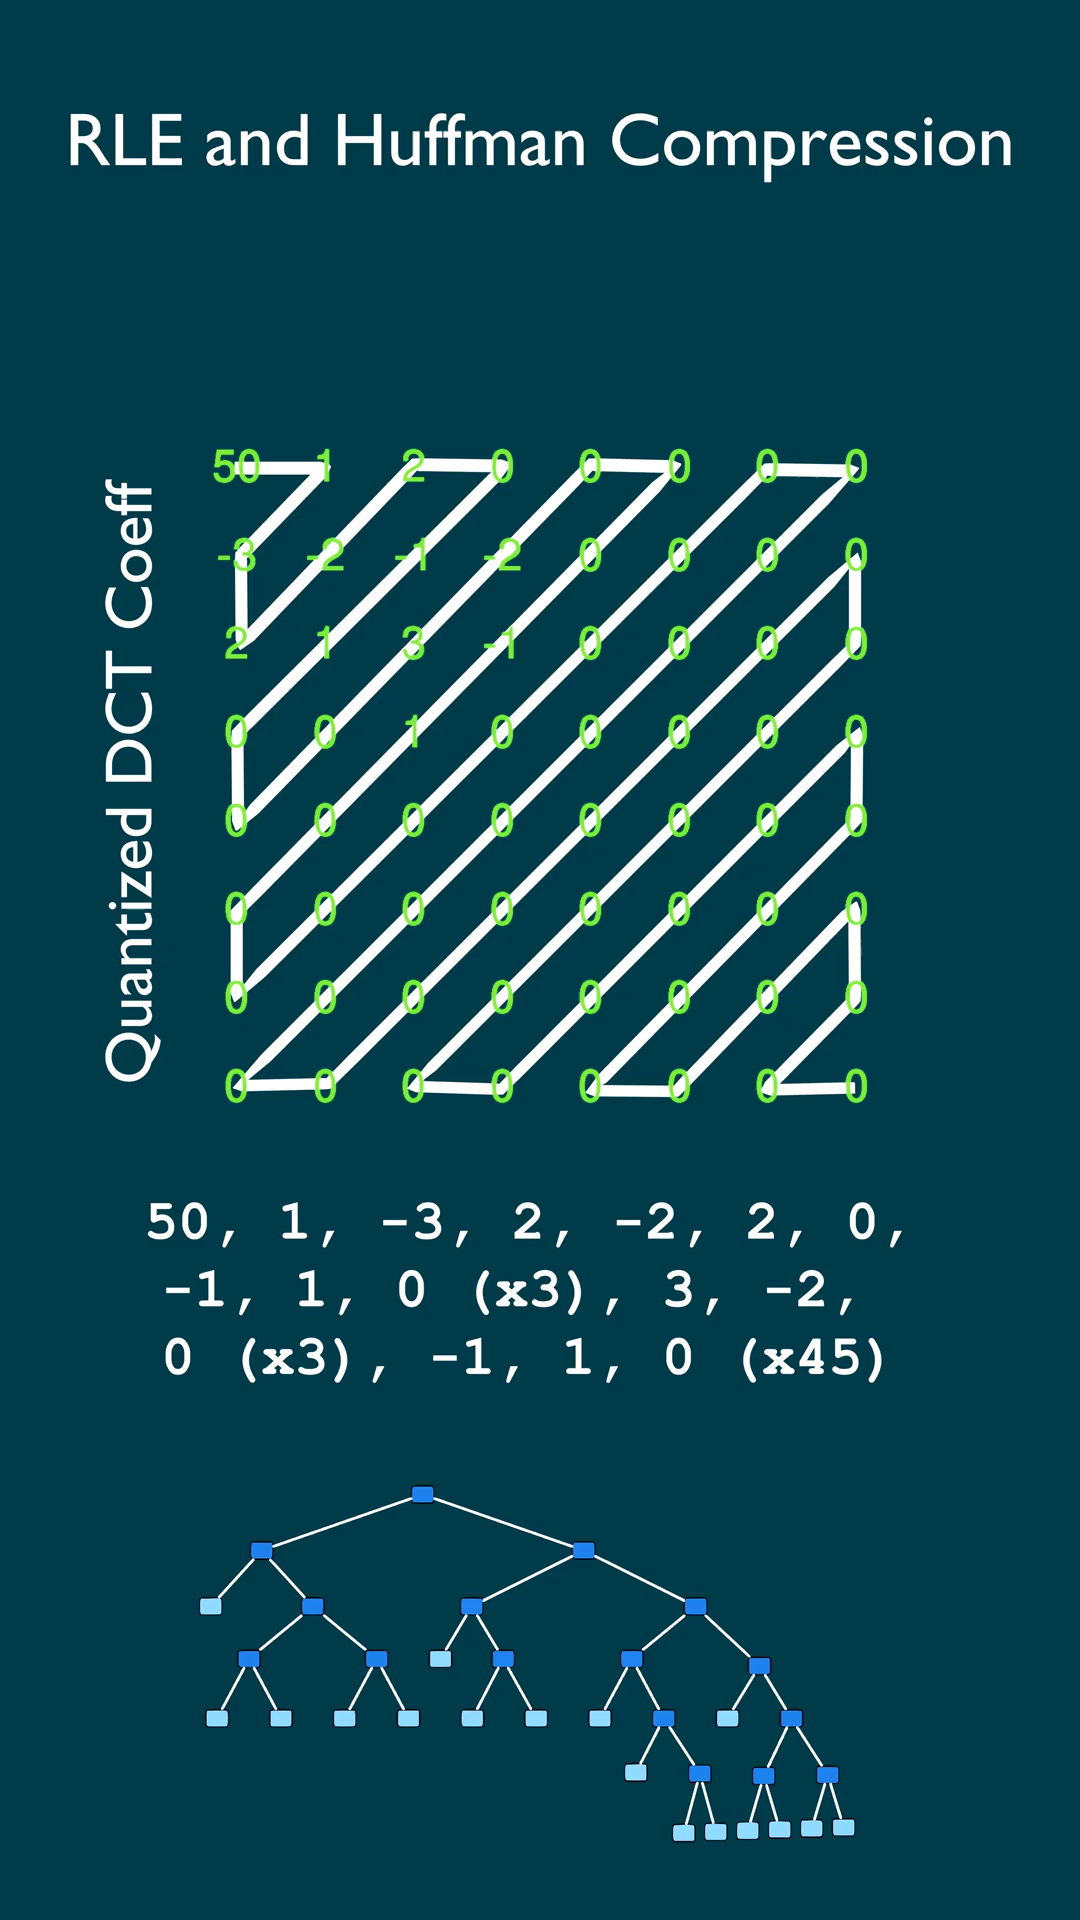 RLE and Huffman Compression
Quantized DCT Coeff
50 1 2 0 0 0 0 0
-3 -2 -1 -2 0 0 0 0
2 1 3 -1 0 0 0 0
0 0 1 0 0 0 0 0
0 0 0 0 0 0 0 0
0 0 0 0 0 0 0 0
0 0 0 0 0 0 0 0
0 0 0 0 0 0 0 0
50, 1, -3, 2, -2, 2, 0,
-1, 1, 0 (x3), 3, -2,
0 (x3), -1, 1, 0 (x45)